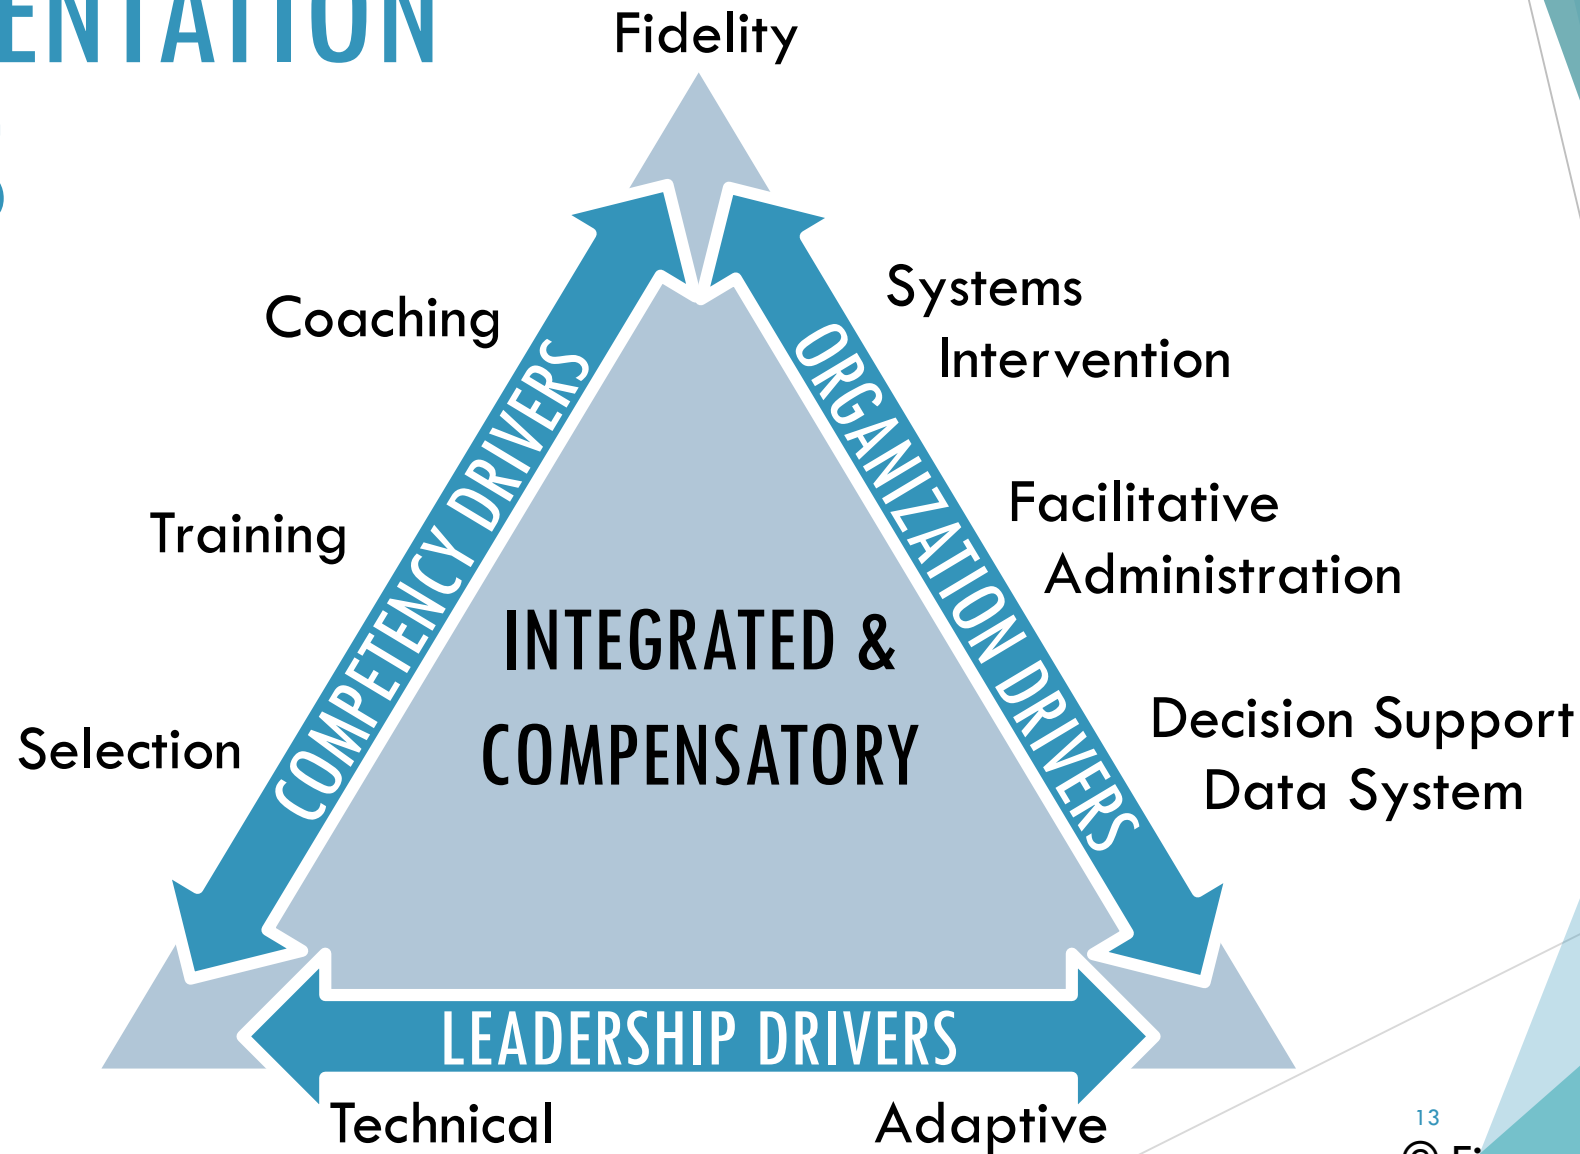 ENTATION
Fidelity
Coaching
Systems
Intervention
Training
Facilitative
Administration
Selection
Decision Support
Data System
COMPETENCY DRIVERS
ORGANIZATION DRIVERS
INTEGRATED &
COMPENSATORY
LEADERSHIP DRIVERS
Technical
Adaptive
13